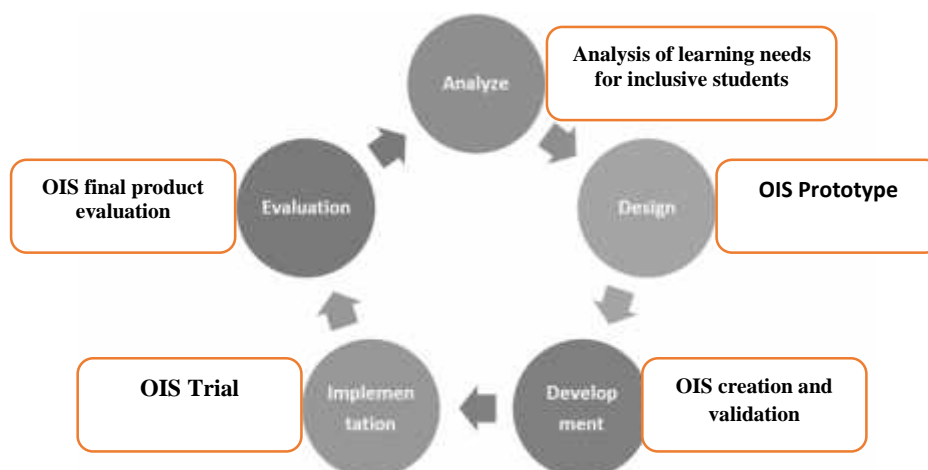 Analyze
Analysis of learning needs
for inclusive students
Design
OIS Prototype
Develop
ment
OIS creation and
validation
Implemen
tation
OIS Trial
Evaluation
OIS final product
evaluation